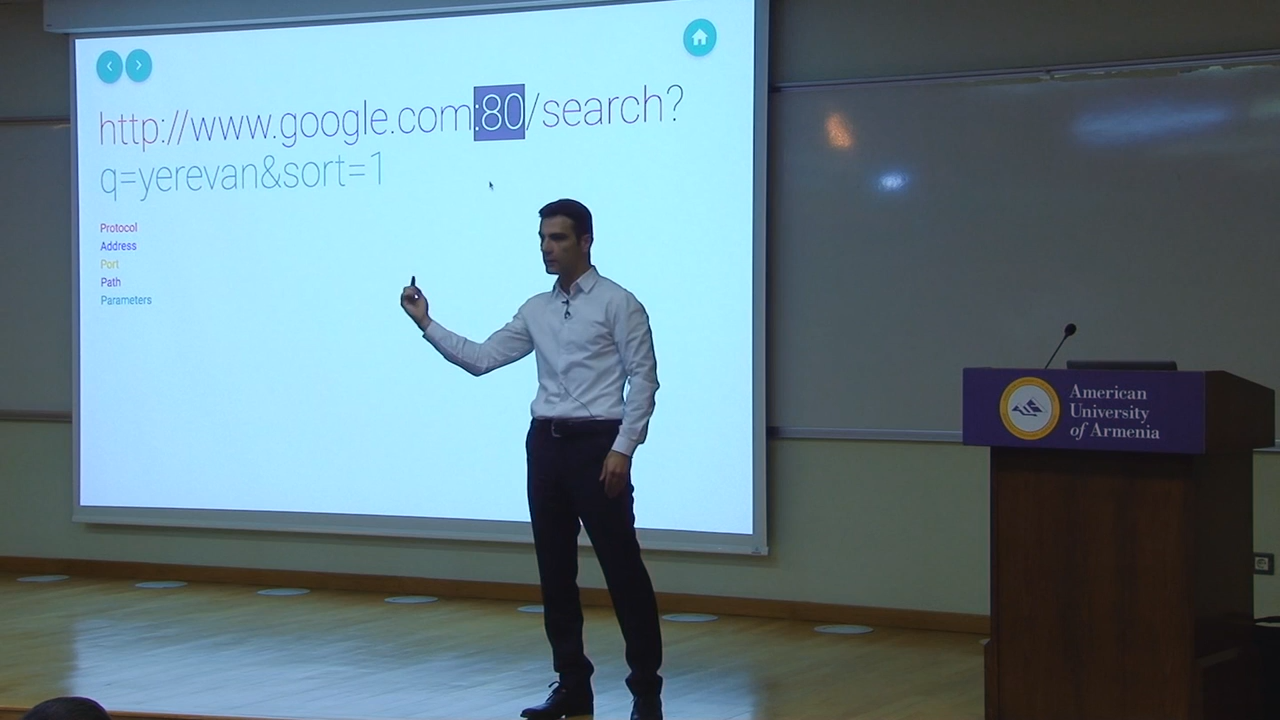 http://www.google.com:80/search?
q=yerevan&sort=1
Protocol
Address
Port
Path
Parameters
American
University
of Armenia